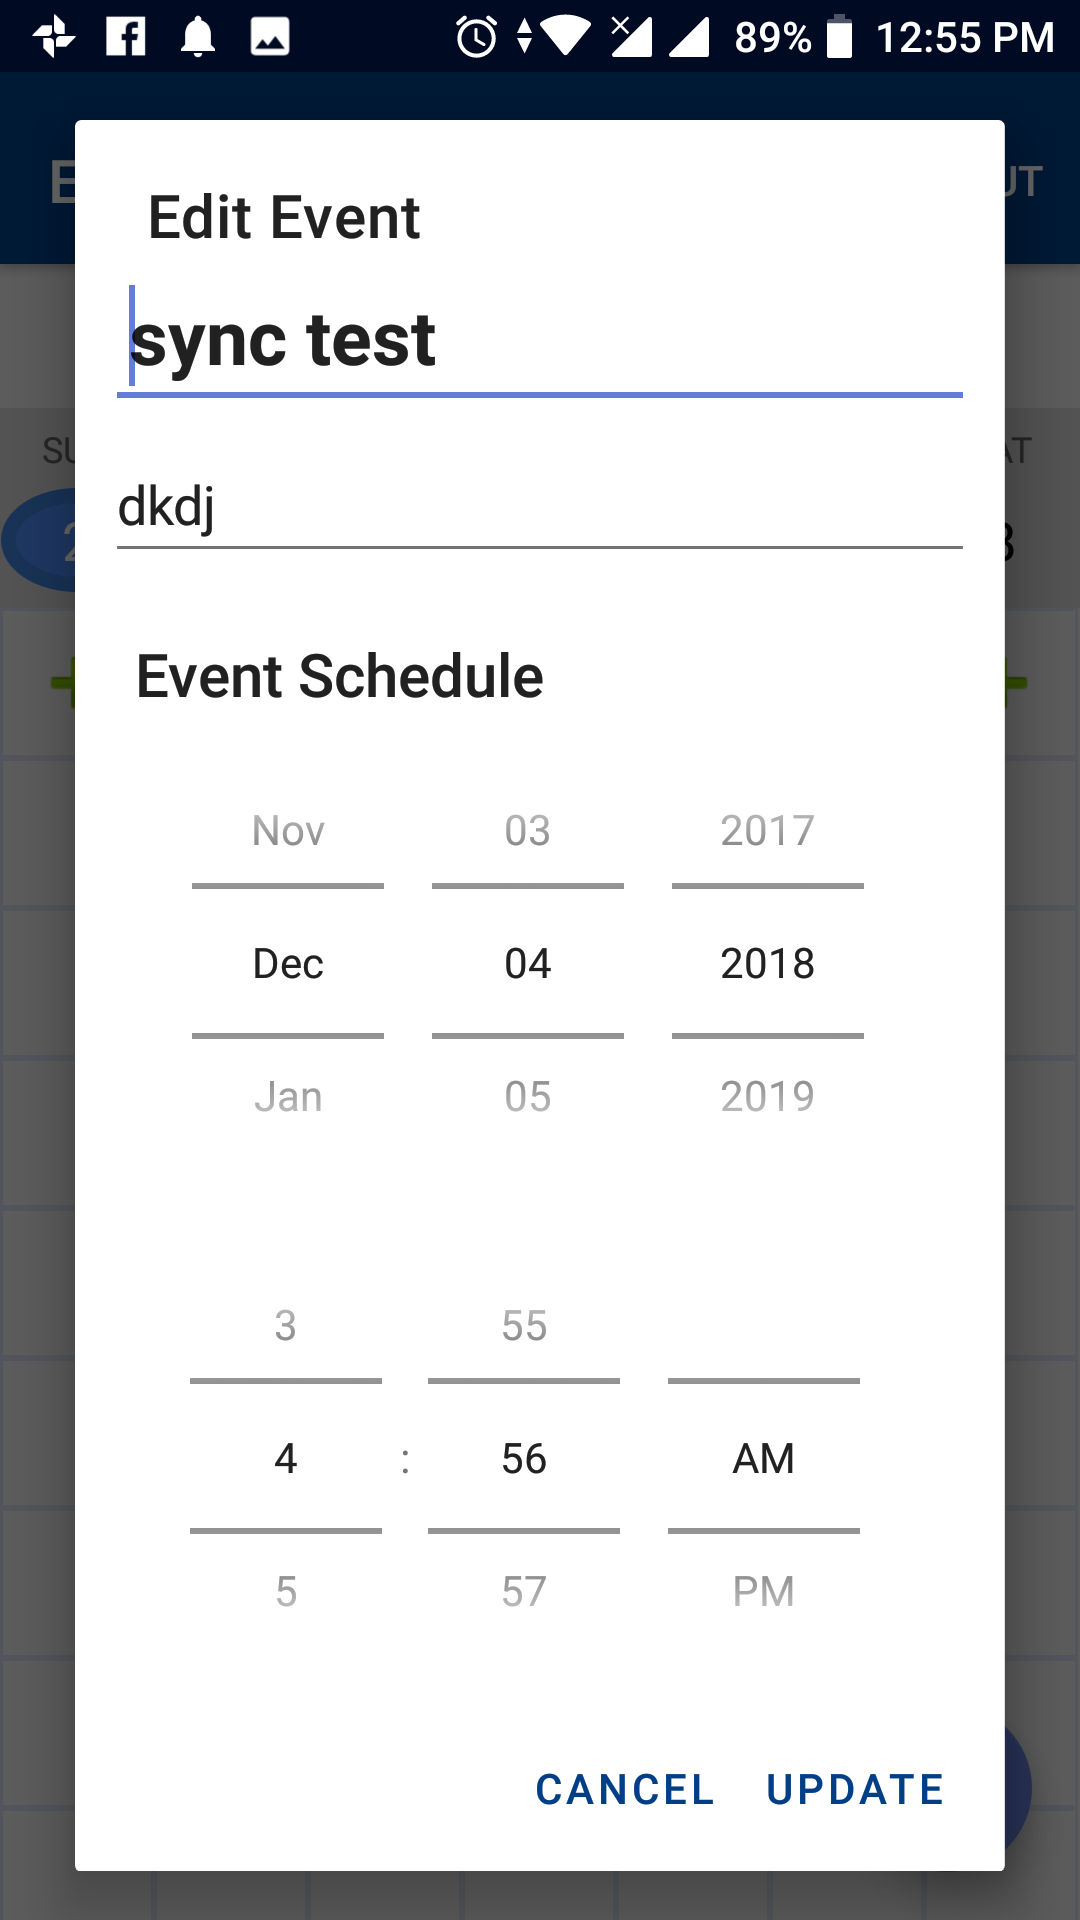 89% 12:55 PM
Edit Event
sync test
dkdj
Event Schedule
Nov 03 2017
Dec 04 2018
Jan 05 2019
3 55
4 : 56 AM
5 57 PM
CANCEL UPDATE